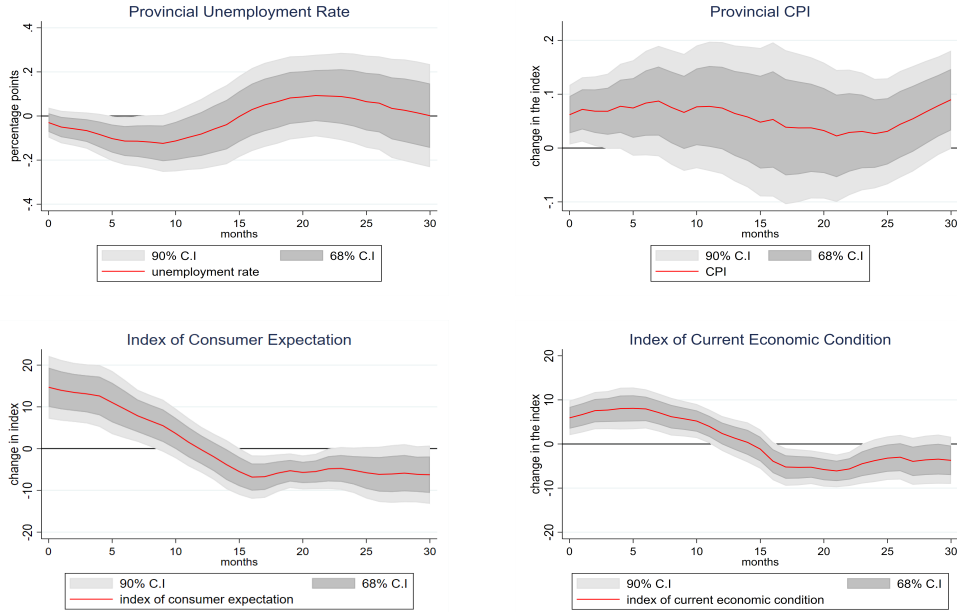 Provincial Unemployment Rate
percentage points
.4
.2
0
-.2
-.4
0 5 10 15 20 25 30
months
90% C.I 68% C.I
unemployment rate
Provincial CPI
change in the index
.2
.1
0
-.1
0 5 10 15 20 25 30
months
90% C.I 68% C.I
CPI
Index of Consumer Expectation
change in index
20
10
0
-10
-20
0 5 10 15 20 25 30
months
90% C.I 68% C.I
index of consumer expectation
Index of Current Economic Condition
change in the index
20
10
0
-10
-20
0 5 10 15 20 25 30
months
90% C.I 68% C.I
index of current economic condition